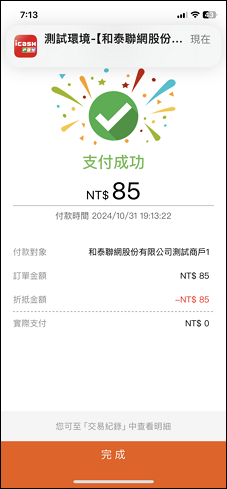 7:13
icash Pay
測試環境-【和泰聯網股份... 現在
支付成功
NT$ 85
付款時間 2024/10/31 19:13:22
付款對象 和泰聯網股份有限公司測試商戶1
訂單金額 NT$ 85
折抵金額 -NT$ 85
實際支付 NT$ 0
您可至「交易紀錄」中查看明細
完成